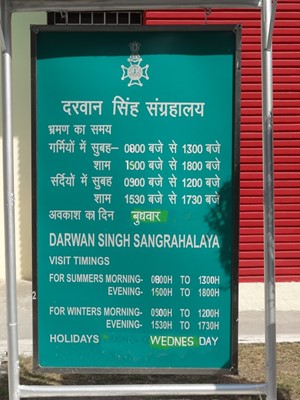 दरवान सिंह संग्रहालय
भ्रमण का समय
गर्मियों में सुबह- 0800 बजे से 1300 बजे
शाम 1500 बजे से 1800 बजे
सर्दियों में सुबह 0900 बजे से 1200 बजे
शाम 1530 बजे से 1730 बजे
अवकाश का दिन बुधवार
DARWAN SINGH SANGRAHALAYA
VISIT TIMINGS
FOR SUMMERS MORNING- 0800H TO 1300H
EVENING- 1500H TO 1800H
FOR WINTERS MORNING- 0900H TO 1200H
EVENING- 1530H TO 1730H
HOLIDAYS WEDNES DAY